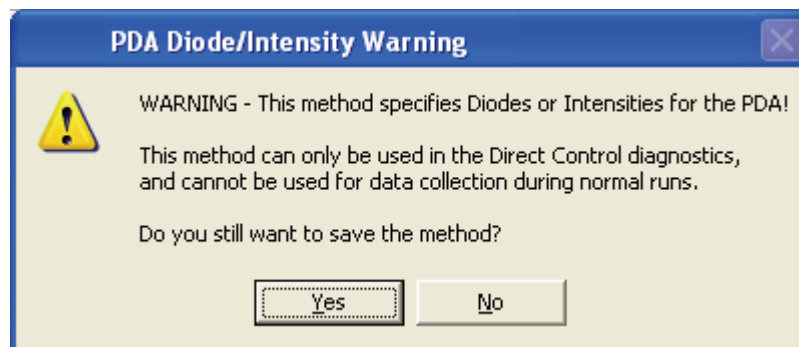 PDA Diode/Intensity Warning
WARNING - This method specifies Diodes or Intensities for the PDA!
This method can only be used in the Direct Control diagnostics,
and cannot be used for data collection during normal runs.
Do you still want to save the method?
Yes
No